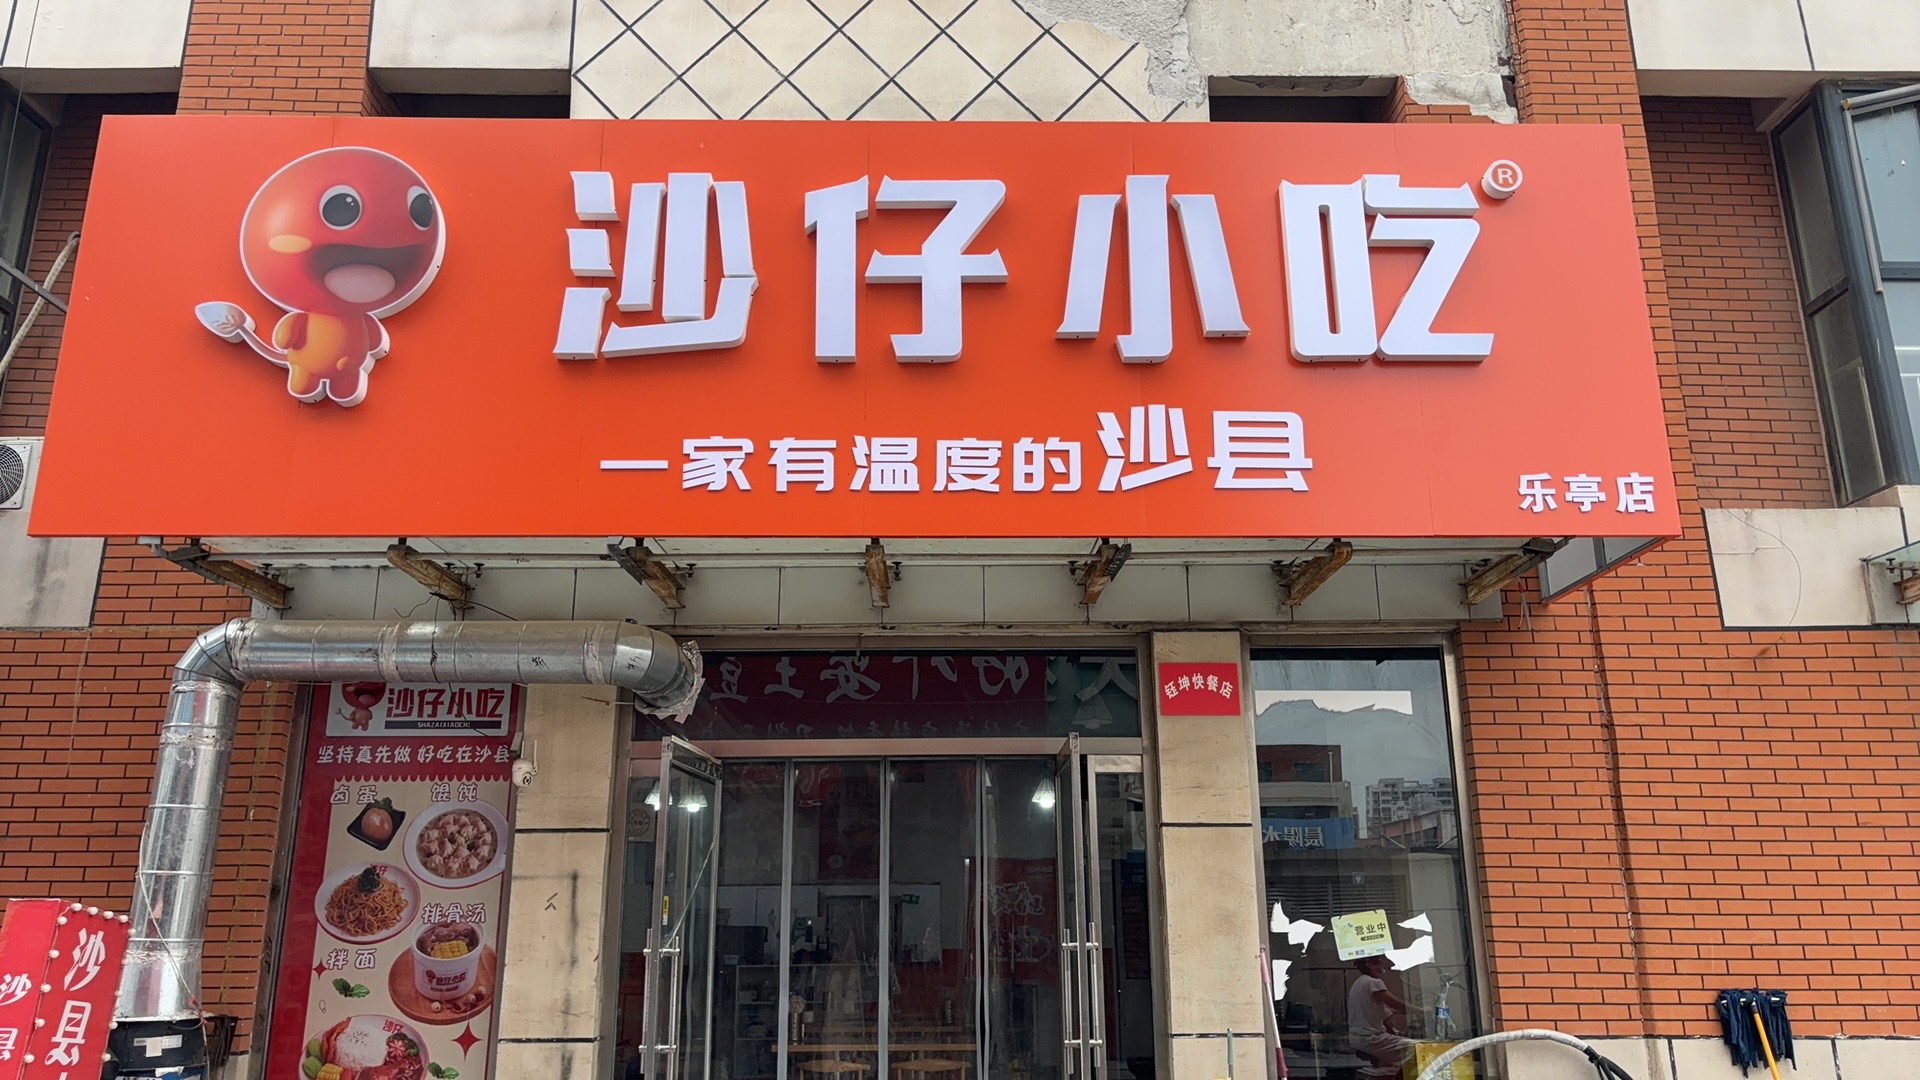 沙仔小吃®
一家有温度的沙县
乐亭店
沙仔小吃
SHAZAIXIAOCHI
坚持真先做 好吃在沙县
卤蛋
馄饨
排骨汤
拌面
钰坤快餐店
营业中
沙县
沙县